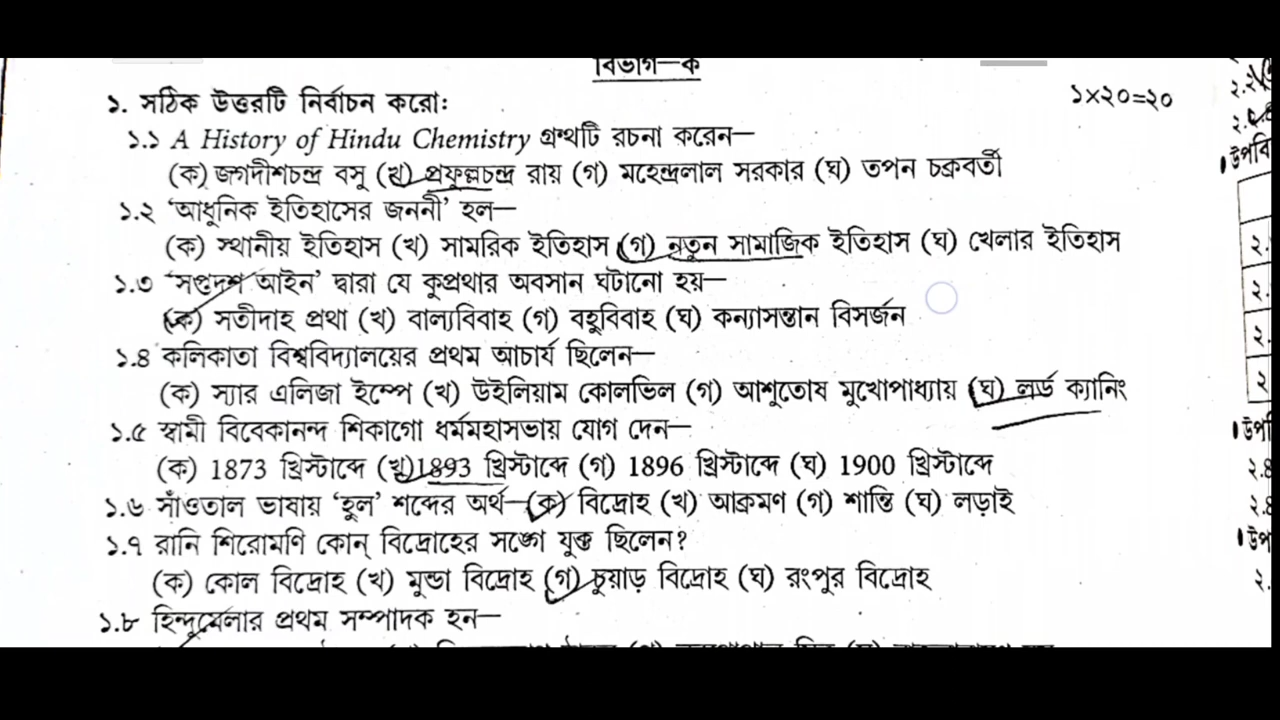 বিভাগ—ক
১. সঠিক উত্তরটি নির্বাচন করো: ১×২০=২০
১.১ A History of Hindu Chemistry গ্রন্থটি রচনা করেন—
(ক) জগদীশচন্দ্র বসু (খ) প্রফুল্লচন্দ্র রায় (গ) মহেন্দ্রলাল সরকার (ঘ) তপন চক্রবর্তী
১.২ ‘আধুনিক ইতিহাসের জননী’ হল—
(ক) স্থানীয় ইতিহাস (খ) সামরিক ইতিহাস (গ) নতুন সামাজিক ইতিহাস (ঘ) খেলার ইতিহাস
১.৩ ‘সপ্তদশ আইন’ দ্বারা যে কুপ্রথার অবসান ঘটানো হয়—
(ক) সতীদাহ প্রথা (খ) বাল্যবিবাহ (গ) বহুবিবাহ (ঘ) কন্যাসন্তান বিসর্জন
১.৪ কলিকাতা বিশ্ববিদ্যালয়ের প্রথম আচার্য ছিলেন—
(ক) স্যার এলিজা ইম্পে (খ) উইলিয়াম কোলভিল (গ) আশুতোষ মুখোপাধ্যায় (ঘ) লর্ড ক্যানিং
১.৫ স্বামী বিবেকানন্দ শিকাগো ধর্মমহাসভায় যোগ দেন—
(ক) 1873 খ্রিস্টাব্দে (খ) 1893 খ্রিস্টাব্দে (গ) 1896 খ্রিস্টাব্দে (ঘ) 1900 খ্রিস্টাব্দে
১.৬ সাঁওতাল ভাষায় ‘হুল’ শব্দের অর্থ—(ক) বিদ্রোহ (খ) আক্রমণ (গ) শান্তি (ঘ) লড়াই
১.৭ রানি শিরোমণি কোন্ বিদ্রোহের সঙ্গে যুক্ত ছিলেন?
(ক) কোল বিদ্রোহ (খ) মুন্ডা বিদ্রোহ (গ) চুয়াড় বিদ্রোহ (ঘ) রংপুর বিদ্রোহ
১.৮ হিন্দুমেলার প্রথম সম্পাদক হন—